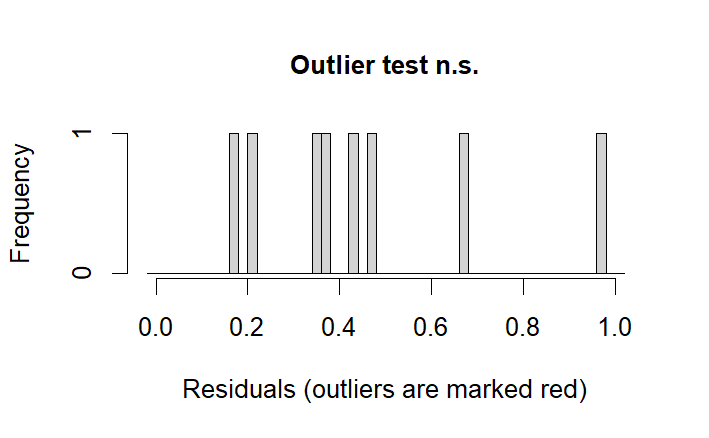 Outlier test n.s.
Frequency
1
0
0.0 0.2 0.4 0.6 0.8 1.0
Residuals (outliers are marked red)